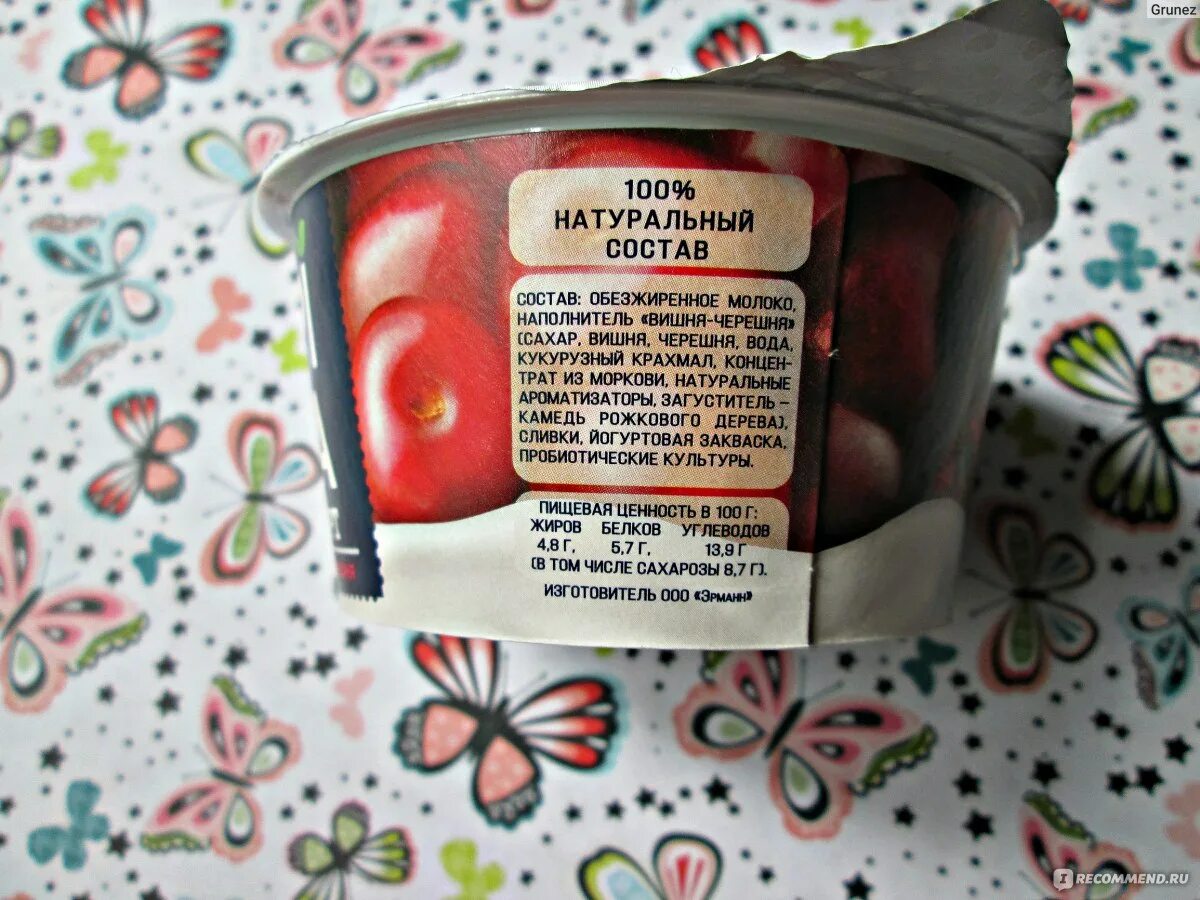 Grunez
100%
НАТУРАЛЬНЫЙ
СОСТАВ
СОСТАВ: ОБЕЗЖИРЕННОЕ МОЛОКО,
НАПОЛНИТЕЛЬ «ВИШНЯ-ЧЕРЕШНЯ»
(САХАР, ВИШНЯ, ЧЕРЕШНЯ, ВОДА,
КУКУРУЗНЫЙ КРАХМАЛ, КОНЦЕН-
ТРАТ ИЗ МОРКОВИ, НАТУРАЛЬНЫЕ
АРОМАТИЗАТОРЫ, ЗАГУСТИТЕЛЬ –
КАМЕДЬ РОЖКОВОГО ДЕРЕВА),
СЛИВКИ, ЙОГУРТОВАЯ ЗАКВАСКА,
ПРОБИОТИЧЕСКИЕ КУЛЬТУРЫ.
ПИЩЕВАЯ ЦЕННОСТЬ В 100 Г:
ЖИРОВ БЕЛКОВ УГЛЕВОДОВ
4,8 Г, 5,7 Г, 13,9 Г
(В ТОМ ЧИСЛЕ САХАРОЗЫ 8,7 Г).
ИЗГОТОВИТЕЛЬ ООО «ЭРМАНН»
IRECOMMEND.RU